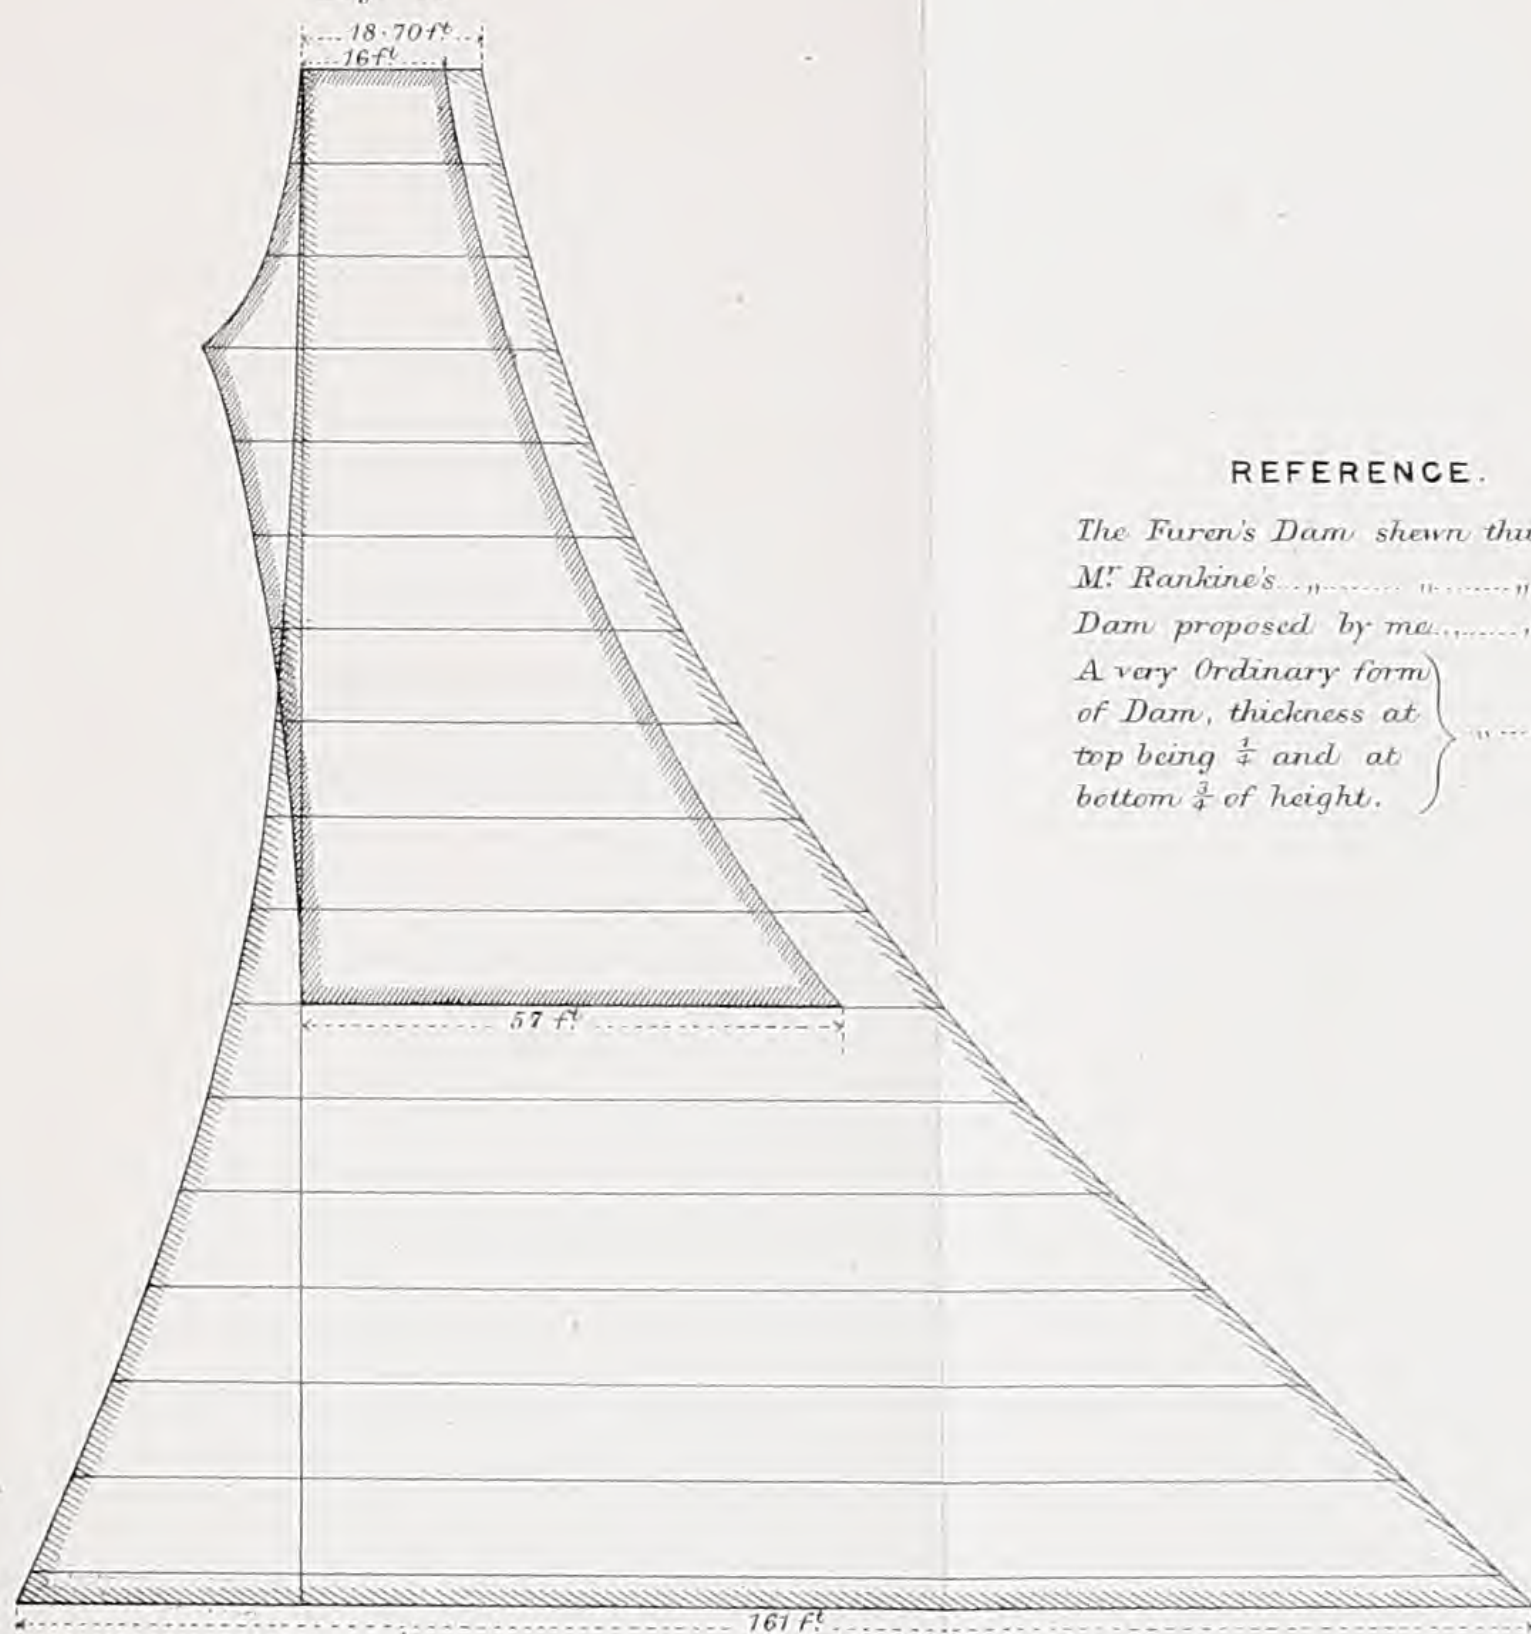 18·70 ft.
16 ft.
57 ft.
161 ft.
REFERENCE.
The Furen's Dam shewn
Mr. Rankine's „ „ „
Dam proposed by me
A very Ordinary form
of Dam, thickness at
top being ¼ and at
bottom ¾ of height.
„